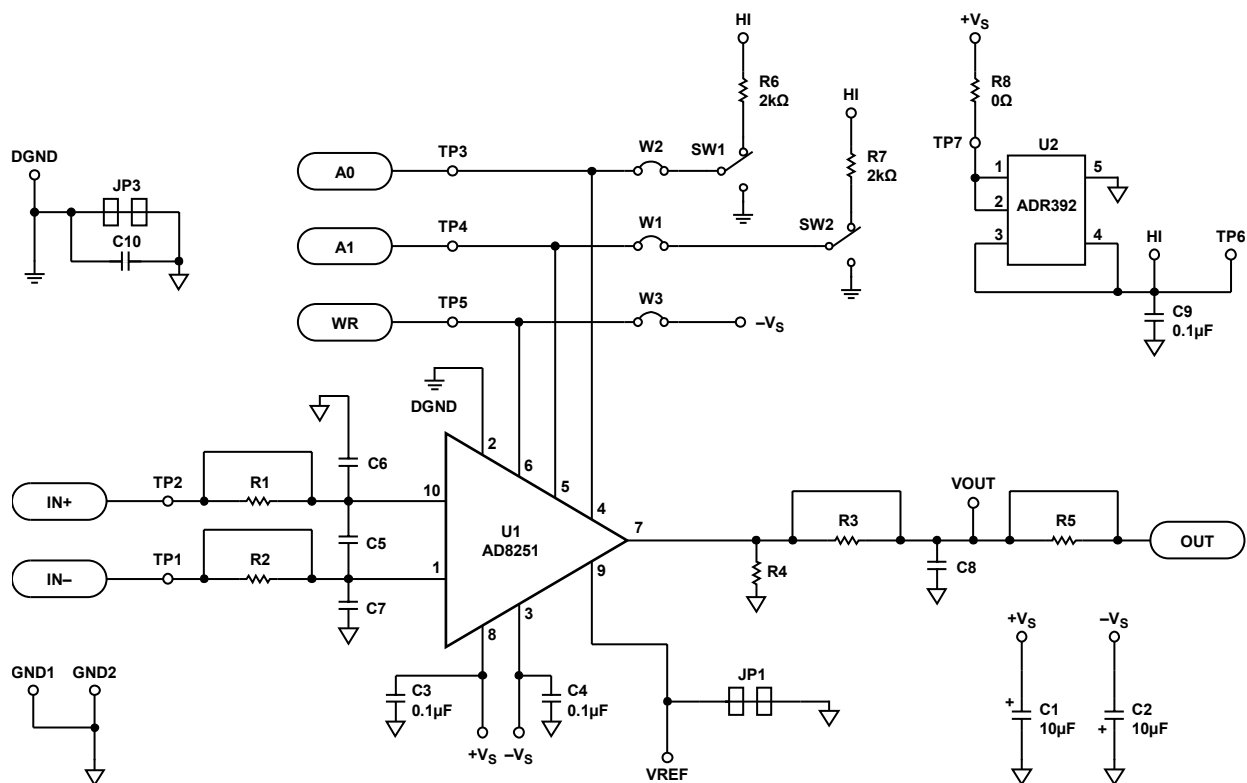 HI
+VS
R6
2kΩ
HI
R8
0Ω
DGND
TP3
W2
SW1
R7
2kΩ
TP7
U2
A0
JP3
1
5
ADR392
2
TP4
W1
SW2
C10
A1
3
4
HI
TP6
TP5
W3
WR
–VS
C9
0.1µF
DGND
2
C6
6
TP2
R1
5
IN+
10
4
VOUT
U1
AD8251
7
R3
R5
C5
TP1
R2
OUT
IN–
1
9
R4
C8
C7
3
8
+VS
–VS
GND1
GND2
JP1
C3
0.1µF
C4
0.1µF
+
C1
10µF
+
C2
10µF
+VS
–VS
VREF